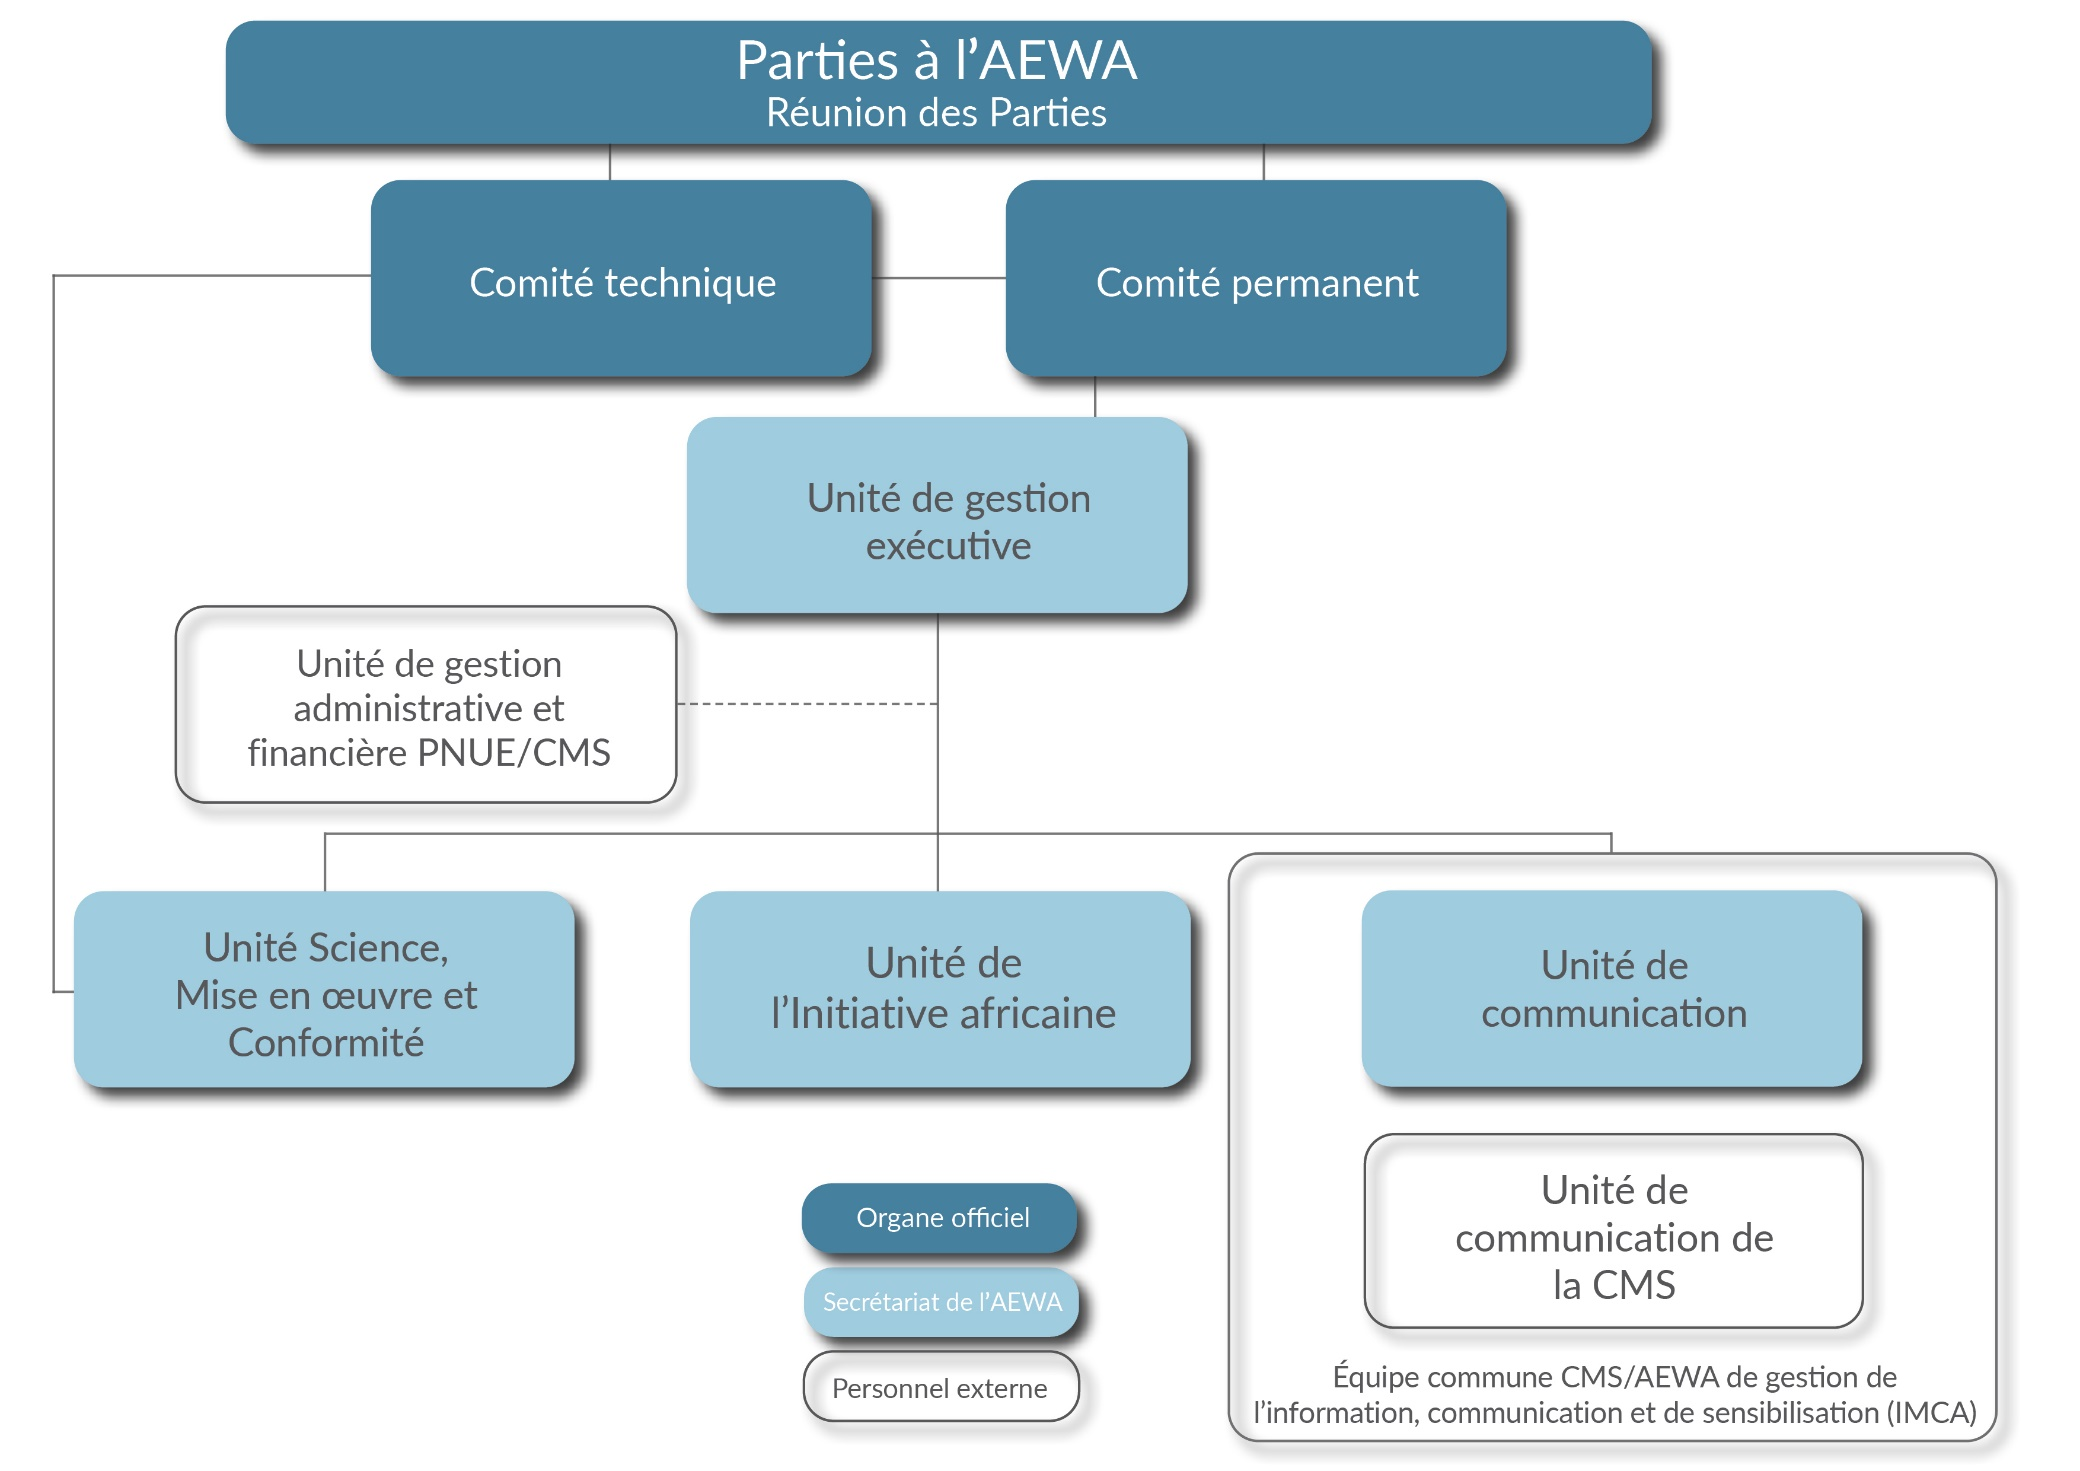 Parties à l’AEWA
Réunion des Parties
Comité technique
Comité permanent
Unité de gestion
exécutive
Unité de gestion
administrative et
financière PNUE/CMS
Unité Science,
Mise en œuvre et
Conformité
Unité de
l’Initiative africaine
Unité de
communication
Unité de
communication de
la CMS
Équipe commune CMS/AEWA de gestion de
l’information, communication et de sensibilisation (IMCA)
Organe officiel
Secrétariat de l’AEWA
Personnel externe